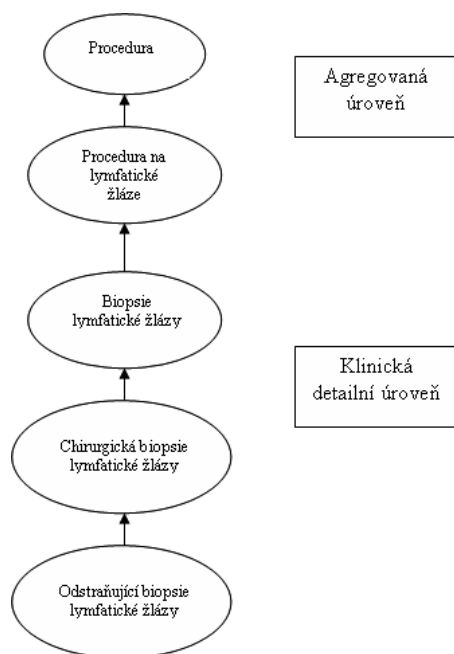 Procedura
Agregovaná
úroveň
Procedura na
lymfatické
žláze
Biopsie
lymfatické žlázy
Klinická
detailní úroveň
Chirurgická biopsie
lymfatické žlázy
Odstraňující biopsie
lymfatické žlázy